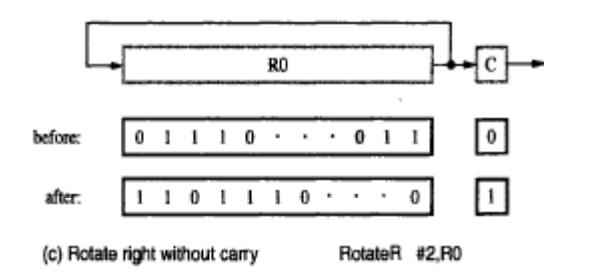 R0 C
before: 0 1 1 1 0 · · · 0 1 1 0
after: 1 1 0 1 1 1 0 · · · 0 1
(c) Rotate right without carry RotateR #2,R0